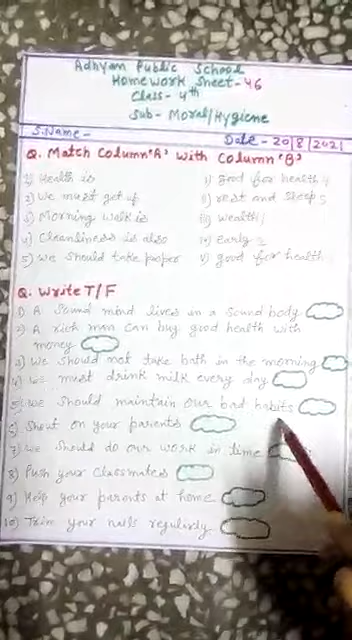 Adhyan Public School
Homework Sheet-46
Class- 4th
Sub- Moral/Hygiene
S.Name-
Date-20/8/2021
Q. Match Column 'A' with Column 'B'
1) Health is i) good for health 4
2) We must get up ii) rest and sleep 5
3) Morning walk is iii) wealth 1
4) Cleanliness is also iv) early 2
5) We should take proper v) good for health
Q. Write T/F
1) A sound mind lives in a sound body
2) A rich man can buy good health with
money
3) We should not take bath in the morning
4) We must drink milk every day
5) We should maintain our bad habits
6) Shout on your parents
7) We should do our work in time
8) Push your classmates
9) Help your parents at home
10) Trim your nails regularly